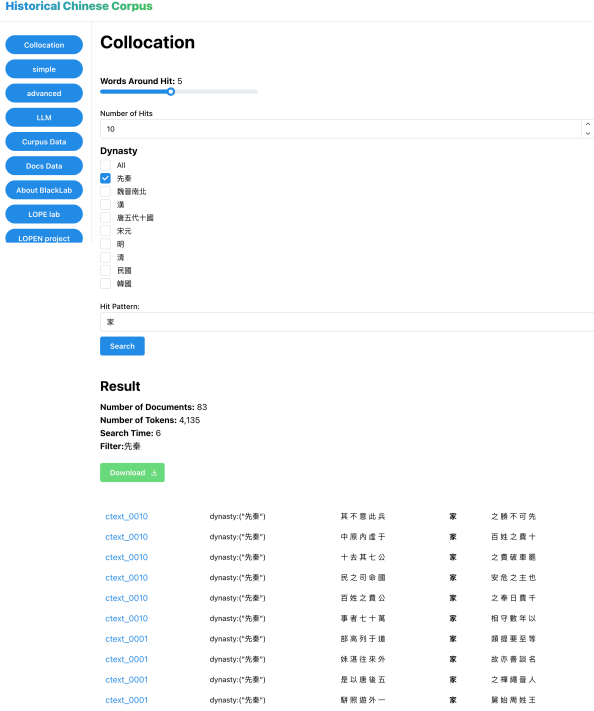 Historical Chinese Corpus
Collocation
simple
advanced
LLM
Curpus Data
Docs Data
About BlackLab
LOPE lab
LOPEN project
Collocation
Words Around Hit: 5
Number of Hits
10
Dynasty
All
先秦
魏晉南北
漢
唐五代十國
宋元
明
清
民國
韓國
Hit Pattern:
家
Search
Result
Number of Documents: 83
Number of Tokens: 4,135
Search Time: 6
Filter:先秦
Download
ctext_0010 dynasty:("先秦") 其不意此兵 家 之勝不可先
ctext_0010 dynasty:("先秦") 中原內虛于 家 百姓之費十
ctext_0010 dynasty:("先秦") 十去其七公 家 之費破車罷
ctext_0010 dynasty:("先秦") 民之司命國 家 安危之主也
ctext_0010 dynasty:("先秦") 百姓之費公 家 之奉日費千
ctext_0010 dynasty:("先秦") 事者七十萬 家 相守數年以
ctext_0001 dynasty:("先秦") 部高列于道 家 頪提要至等
ctext_0001 dynasty:("先秦") 妹湛往來外 家 故亦善談名
ctext_0001 dynasty:("先秦") 是以唐後五 家 之禪繩晉人
ctext_0001 dynasty:("先秦") 駢照遊外一 家 舅始周姓王